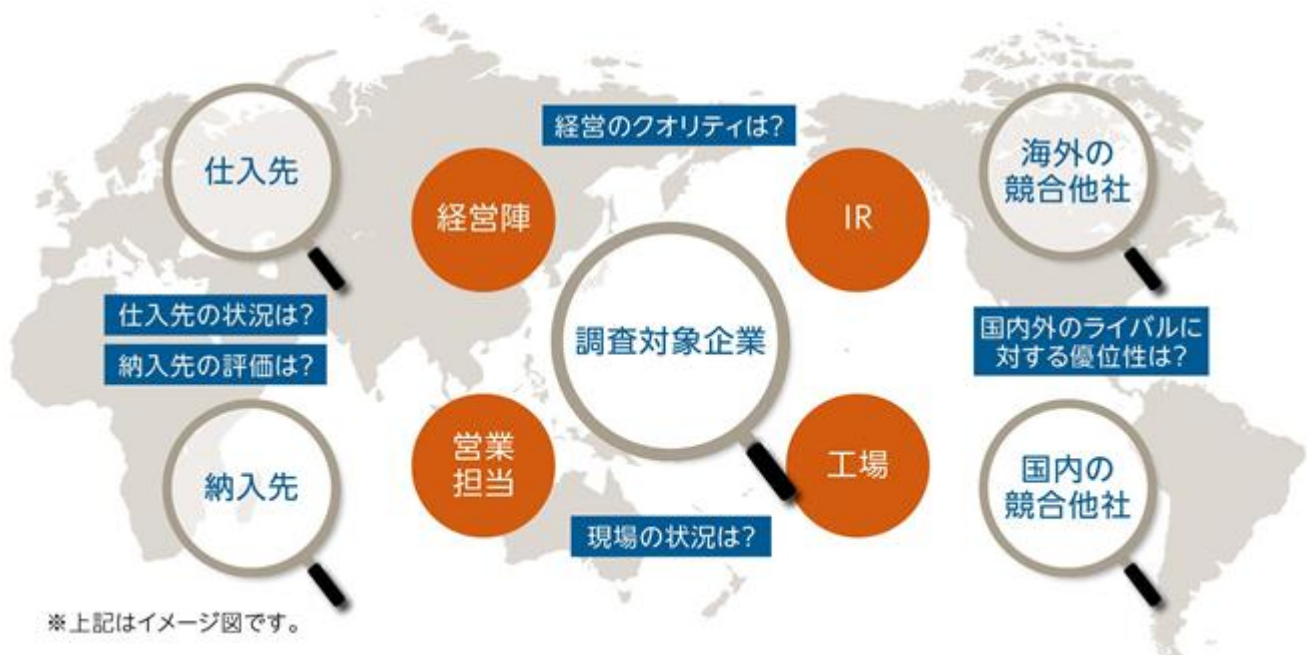 経営のクオリティは?
仕入先
経営陣
IR
海外の
競合他社
仕入先の状況は?
納入先の評価は?
調査対象企業
国内外のライバルに
対する優位性は?
納入先
営業
担当
工場
国内の
競合他社
現場の状況は?
※上記はイメージ図です。